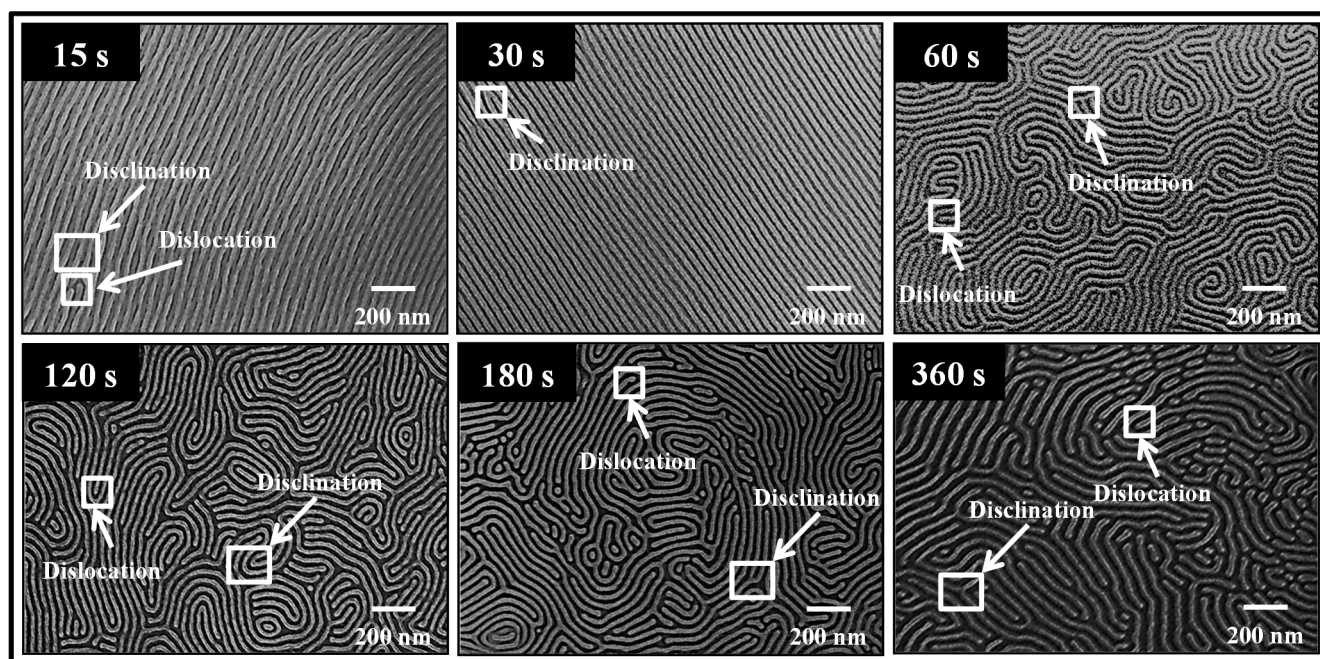 15 s
Disclination
Dislocation
200 nm
30 s
Disclination
200 nm
60 s
Disclination
Dislocation
200 nm
120 s
Disclination
Dislocation
200 nm
180 s
Dislocation
Disclination
200 nm
360 s
Dislocation
Disclination
200 nm